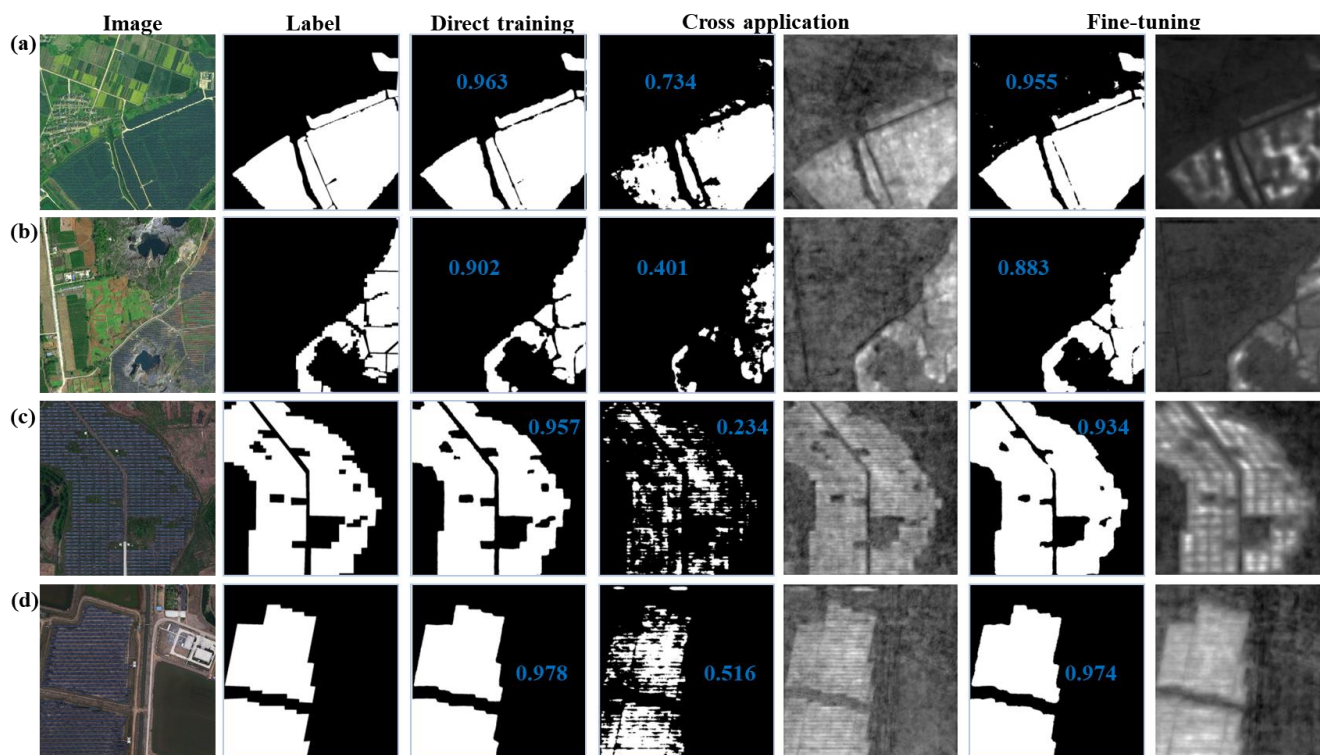 Image Label Direct training Cross application Fine-tuning
(a) 0.963 0.734 0.955
(b) 0.902 0.401 0.883
(c) 0.957 0.234 0.934
(d) 0.978 0.516 0.974